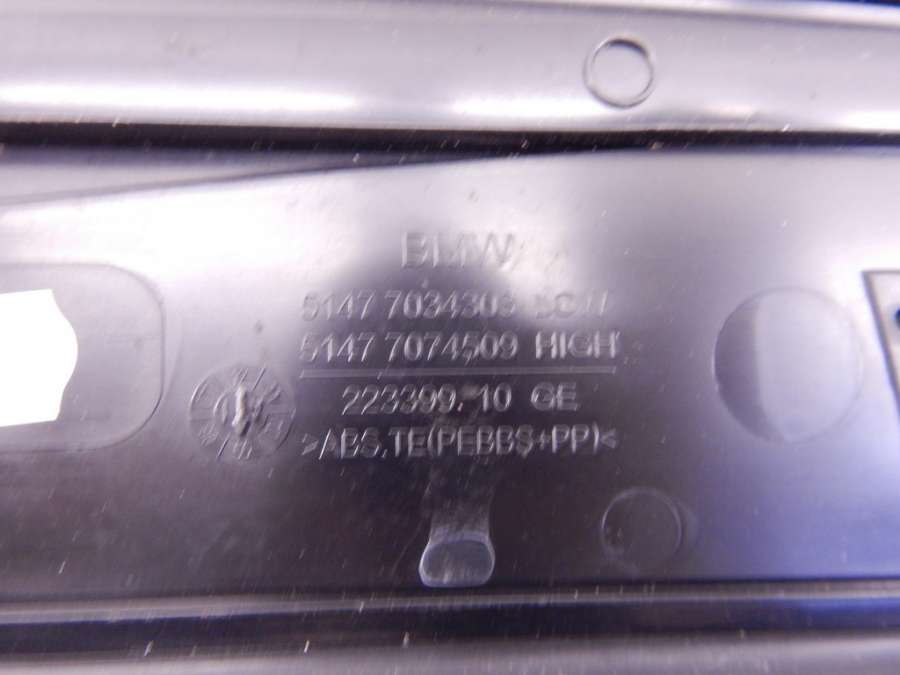 BMW
5147 7034303 LOW
5147 7074509 HIGH
223399.10 GE
>ABS,TE(PEBBS+PP)<